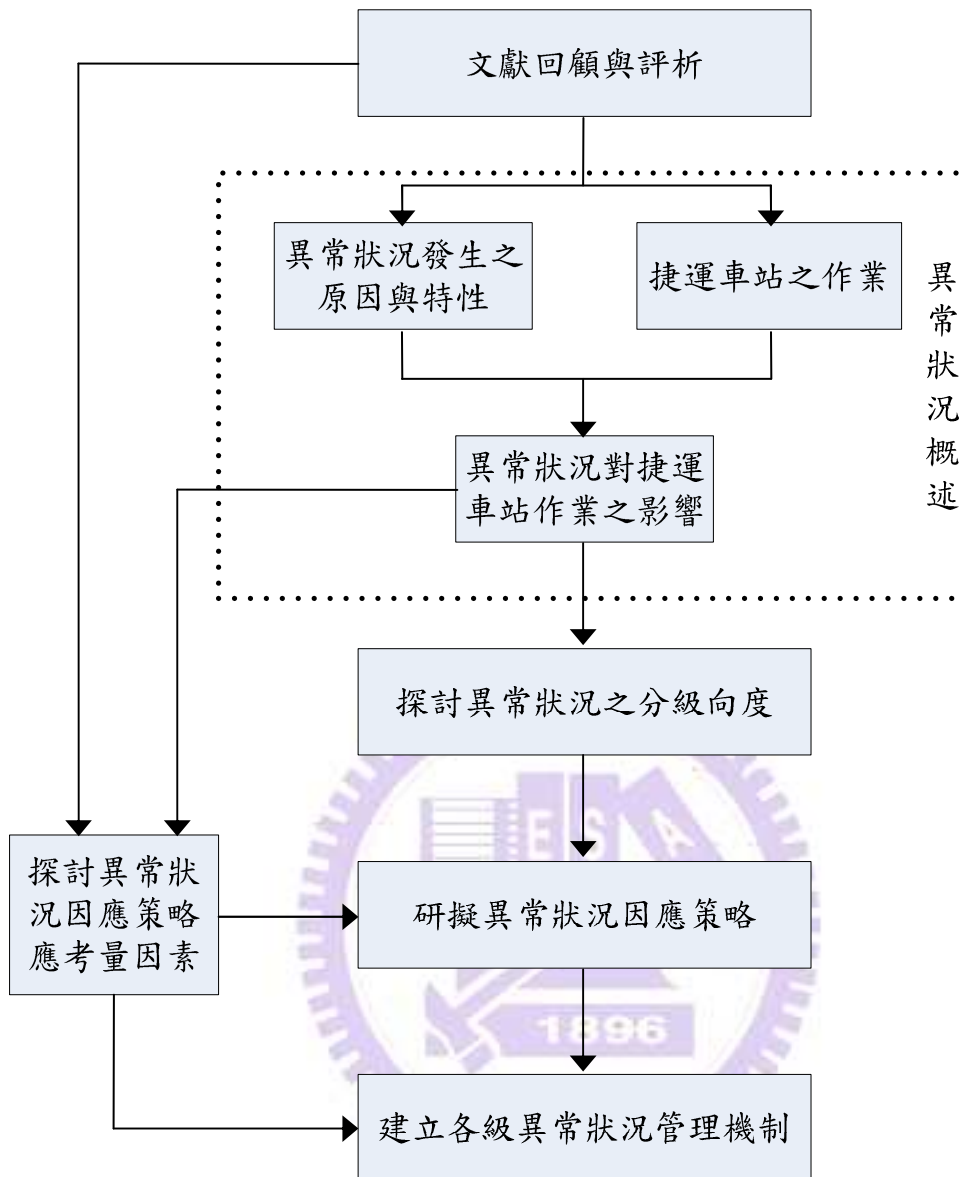 文獻回顧與評析
異常狀況發生之
原因與特性
捷運車站之作業
異常狀況概述
異常狀況對捷運
車站作業之影響
探討異常狀況之分級向度
探討異常狀
況因應策略
應考量因素
研擬異常狀況因應策略
建立各級異常狀況管理機制
E S A
1896